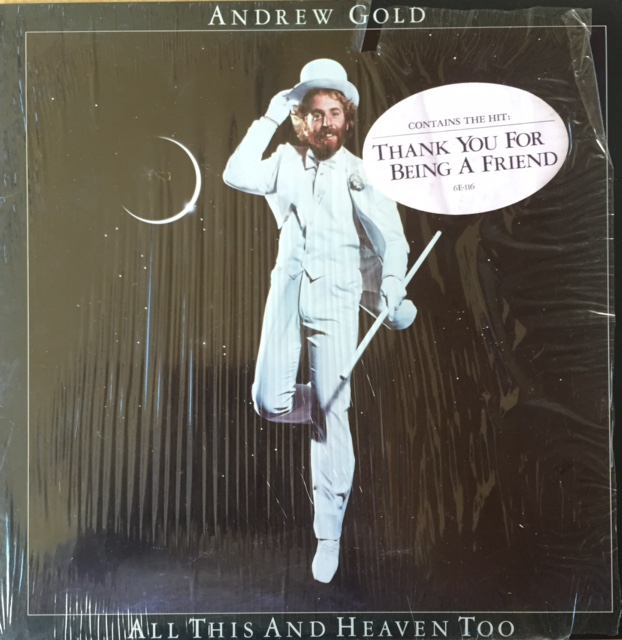 ANDREW GOLD
CONTAINS THE HIT:
THANK YOU FOR
BEING A FRIEND
6E-116
ALL THIS AND HEAVEN TOO